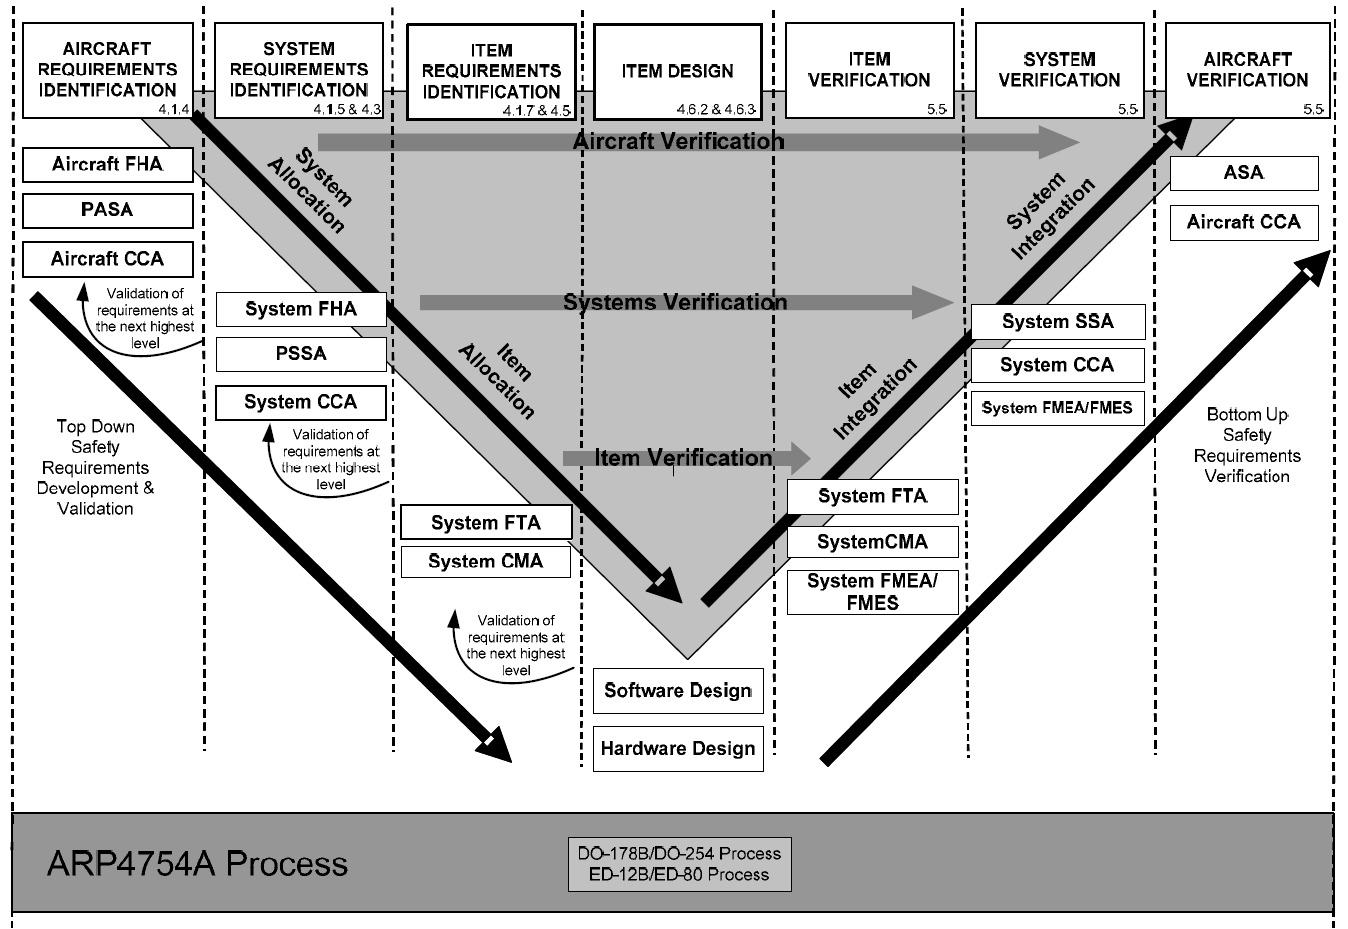 AIRCRAFT
REQUIREMENTS
IDENTIFICATION
4.1.4
SYSTEM
REQUIREMENTS
IDENTIFICATION
4.1.5 & 4.3
ITEM
REQUIREMENTS
IDENTIFICATION
4.1.7 & 4.5
ITEM DESIGN
4.6.2 & 4.6.3
ITEM
VERIFICATION
5.5
SYSTEM
VERIFICATION
5.5
AIRCRAFT
VERIFICATION
5.5
Aircraft Verification
Aircraft FHA
PASA
Aircraft CCA
Validation of
requirements at
the next highest
level
Top Down
Safety
Requirements
Development &
Validation
System
Allocation
System FHA
PSSA
System CCA
Validation of
requirements at
the next highest
level
Systems Verification
Item
Allocation
Item Verification
System FTA
System CMA
Validation of
requirements at
the next highest
level
Software Design
Hardware Design
Item
Integration
System FTA
SystemCMA
System FMEA/
FMES
System
Integration
System SSA
System CCA
System FMEA/FMES
ASA
Aircraft CCA
Bottom Up
Safety
Requirements
Verification
ARP4754A Process
DO-178B/DO-254 Process
ED-12B/ED-80 Process